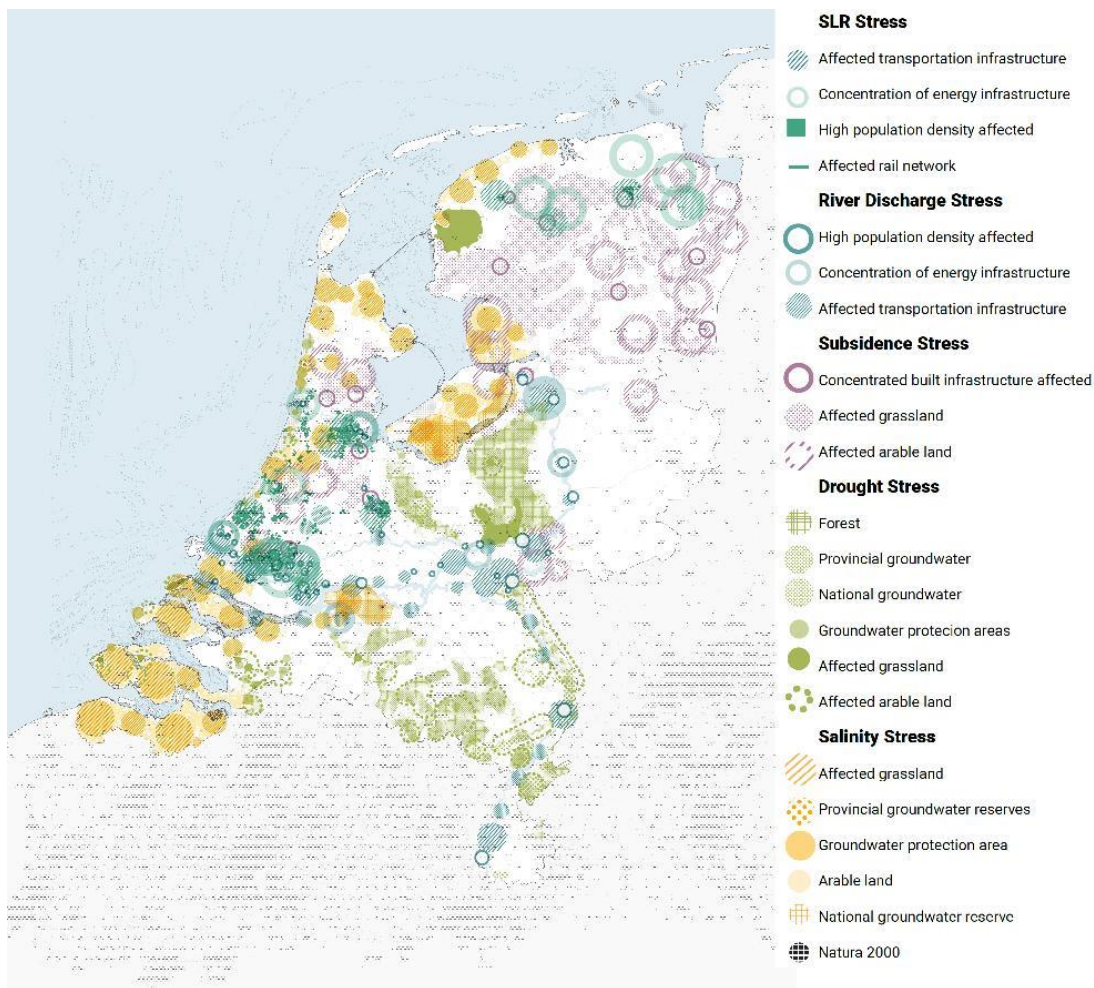 SLR Stress
Affected transportation infrastructure
Concentration of energy infrastructure
High population density affected
Affected rail network
River Discharge Stress
High population density affected
Concentration of energy infrastructure
Affected transportation infrastructure
Subsidence Stress
Concentrated built infrastructure affected
Affected grassland
Affected arable land
Drought Stress
Forest
Provincial groundwater
National groundwater
Groundwater protecion areas
Affected grassland
Affected arable land
Salinity Stress
Affected grassland
Provincial groundwater reserves
Groundwater protection area
Arable land
National groundwater reserve
Natura 2000